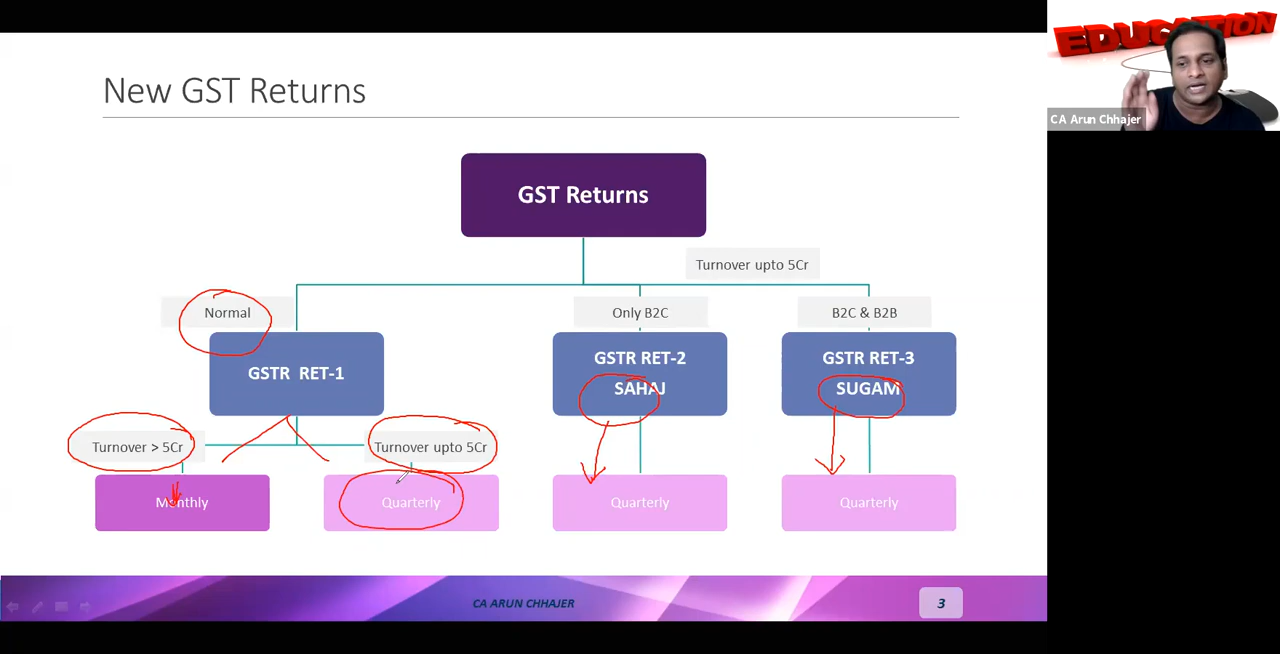 EDUCATION
CA Arun Chhajer
New GST Returns
GST Returns
Turnover upto 5Cr
Normal
Only B2C
B2C & B2B
GSTR RET-1
GSTR RET-2
SAHAJ
GSTR RET-3
SUGAM
Turnover > 5Cr
Turnover upto 5Cr
Monthly
Quarterly
Quarterly
Quarterly
CA ARUN CHHAJER
3